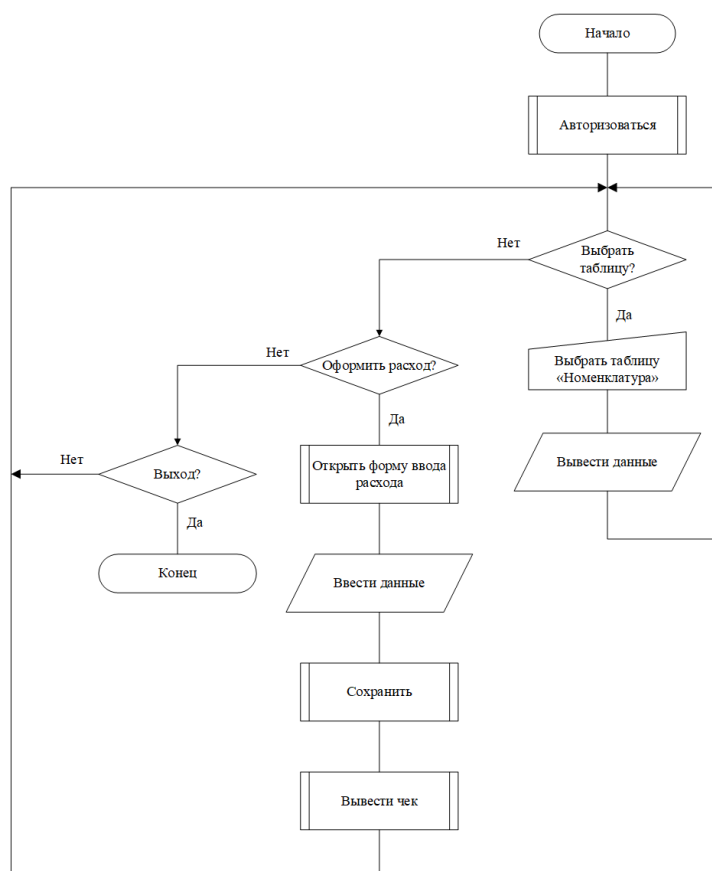 Начало
Авторизоваться
Нет
Выбрать
таблицу?
Да
Выбрать таблицу
«Номенклатура»
Вывести данные
Нет
Оформить расход?
Да
Открыть форму ввода
расхода
Ввести данные
Сохранить
Вывести чек
Нет
Выход?
Да
Конец